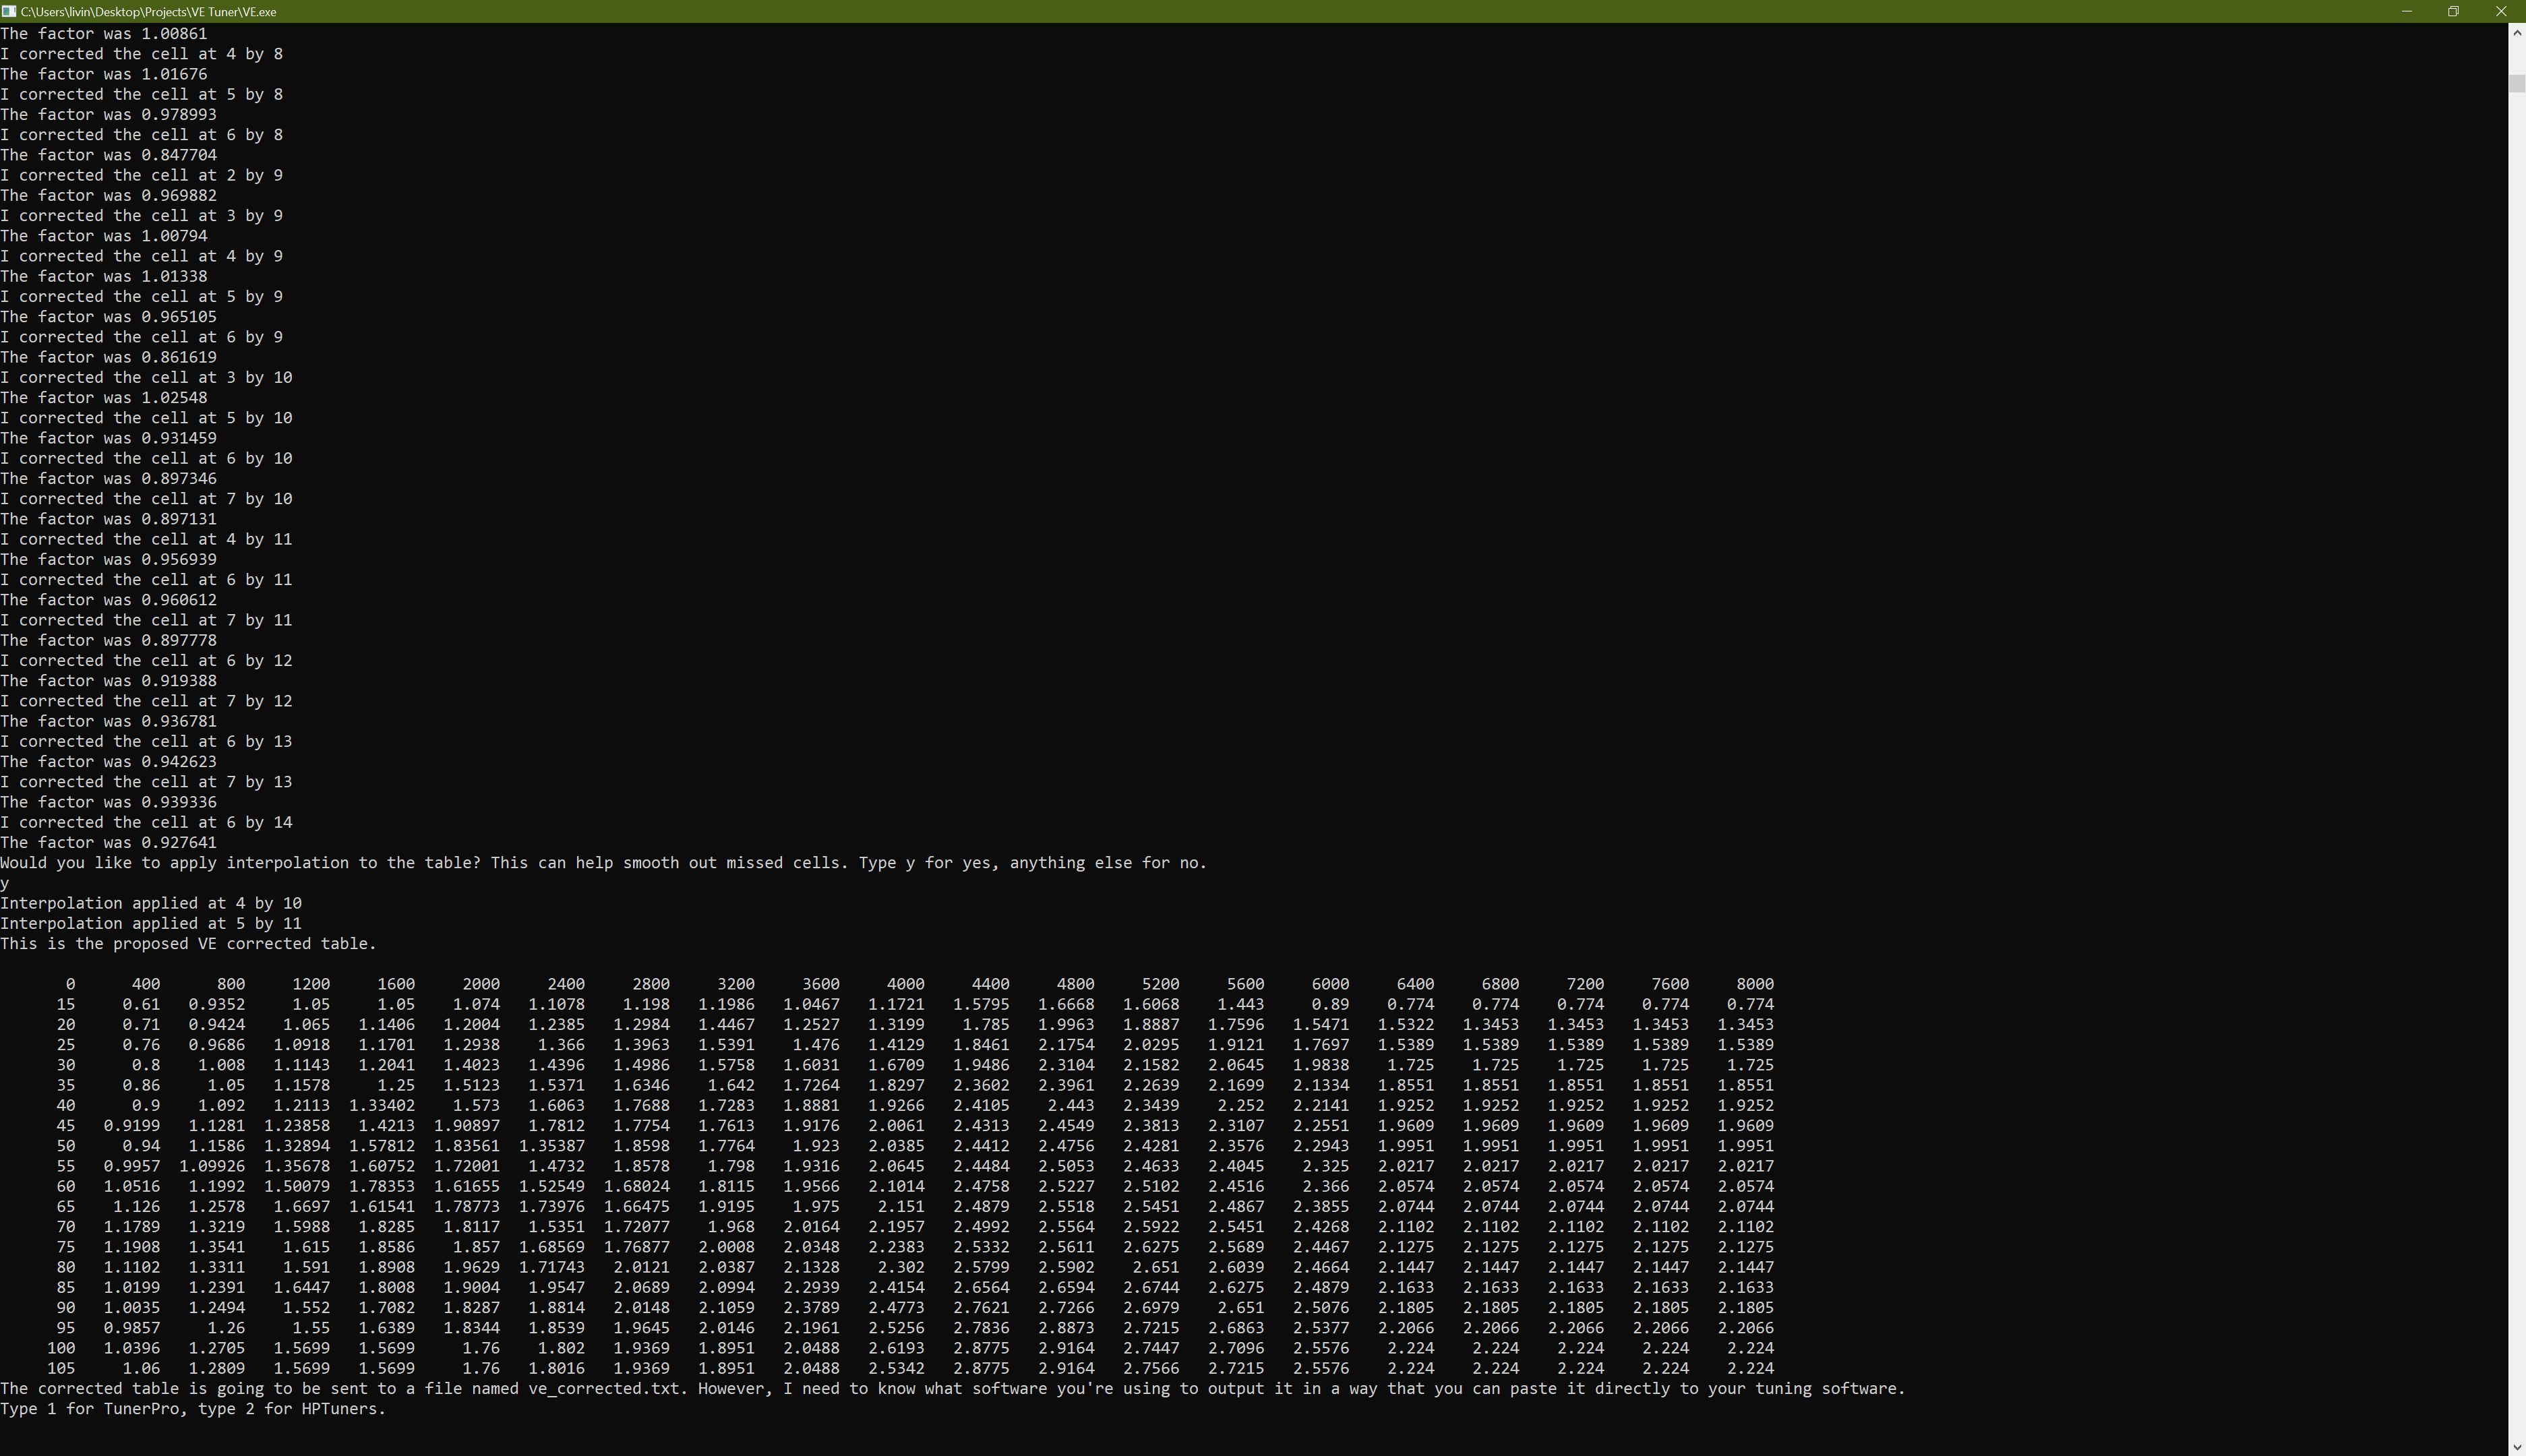 C:\Users\livin\Desktop\Projects\VE Tuner\VE.exe
The factor was 1.00861
I corrected the cell at 4 by 8
The factor was 1.01676
I corrected the cell at 5 by 8
The factor was 0.978993
I corrected the cell at 6 by 8
The factor was 0.847704
I corrected the cell at 2 by 9
The factor was 0.969882
I corrected the cell at 3 by 9
The factor was 1.00794
I corrected the cell at 4 by 9
The factor was 1.01338
I corrected the cell at 5 by 9
The factor was 0.965105
I corrected the cell at 6 by 9
The factor was 0.861619
I corrected the cell at 3 by 10
The factor was 1.02548
I corrected the cell at 5 by 10
The factor was 0.931459
I corrected the cell at 6 by 10
The factor was 0.897346
I corrected the cell at 7 by 10
The factor was 0.897131
I corrected the cell at 4 by 11
The factor was 0.956939
I corrected the cell at 6 by 11
The factor was 0.960612
I corrected the cell at 7 by 11
The factor was 0.897778
I corrected the cell at 6 by 12
The factor was 0.919388
I corrected the cell at 7 by 12
The factor was 0.936781
I corrected the cell at 6 by 13
The factor was 0.942623
I corrected the cell at 7 by 13
The factor was 0.939336
I corrected the cell at 6 by 14
The factor was 0.927641
Would you like to apply interpolation to the table? This can help smooth out missed cells. Type y for yes, anything else for no.
y
Interpolation applied at 4 by 10
Interpolation applied at 5 by 11
This is the proposed VE corrected table.
0 400 800 1200 1600 2000 2400 2800 3200 3600 4000 4400 4800 5200 5600 6000 6400 6800 7200 7600 8000
15 0.61 0.9352 1.05 1.05 1.074 1.1078 1.198 1.1986 1.0467 1.1721 1.5795 1.6668 1.6068 1.443 0.89 0.774 0.774 0.774 0.774 0.774
20 0.71 0.9424 1.065 1.1406 1.2004 1.2385 1.2984 1.4467 1.2527 1.3199 1.785 1.9963 1.8887 1.7596 1.5471 1.5322 1.3453 1.3453 1.3453 1.3453
25 0.76 0.9686 1.0918 1.1701 1.2938 1.366 1.3963 1.5391 1.476 1.4129 1.8461 2.1754 2.0295 1.9121 1.7697 1.5389 1.5389 1.5389 1.5389 1.5389
30 0.8 1.008 1.1143 1.2041 1.4023 1.4396 1.4986 1.5758 1.6031 1.6709 1.9486 2.3104 2.1582 2.0645 1.9838 1.725 1.725 1.725 1.725 1.725
35 0.86 1.05 1.1578 1.25 1.5123 1.5371 1.6346 1.642 1.7264 1.8297 2.3602 2.3961 2.2639 2.1699 2.1334 1.8551 1.8551 1.8551 1.8551 1.8551
40 0.9 1.092 1.2113 1.33402 1.573 1.6063 1.7688 1.7283 1.8881 1.9266 2.4105 2.443 2.3439 2.252 2.2141 1.9252 1.9252 1.9252 1.9252 1.9252
45 0.9199 1.1281 1.23858 1.4213 1.90897 1.7812 1.7754 1.7613 1.9176 2.0061 2.4313 2.4549 2.3813 2.3107 2.2551 1.9609 1.9609 1.9609 1.9609 1.9609
50 0.94 1.1586 1.32894 1.57812 1.83561 1.35387 1.8598 1.7764 1.923 2.0385 2.4412 2.4756 2.4281 2.3576 2.2943 1.9951 1.9951 1.9951 1.9951 1.9951
55 0.9957 1.09926 1.35678 1.60752 1.72001 1.4732 1.8578 1.798 1.9316 2.0645 2.4484 2.5053 2.4633 2.4045 2.325 2.0217 2.0217 2.0217 2.0217 2.0217
60 1.0516 1.1992 1.50079 1.78353 1.61655 1.52549 1.68024 1.8115 1.9566 2.1014 2.4758 2.5227 2.5102 2.4516 2.366 2.0574 2.0574 2.0574 2.0574 2.0574
65 1.126 1.2578 1.6697 1.61541 1.78773 1.73976 1.66475 1.9195 1.975 2.151 2.4879 2.5518 2.5451 2.4867 2.3855 2.0744 2.0744 2.0744 2.0744 2.0744
70 1.1789 1.3219 1.5988 1.8285 1.8117 1.5351 1.72077 1.968 2.0164 2.1957 2.4992 2.5564 2.5922 2.5451 2.4268 2.1102 2.1102 2.1102 2.1102 2.1102
75 1.1908 1.3541 1.615 1.8586 1.857 1.68569 1.76877 2.0008 2.0348 2.2383 2.5332 2.5611 2.6275 2.5689 2.4467 2.1275 2.1275 2.1275 2.1275 2.1275
80 1.1102 1.3311 1.591 1.8908 1.9629 1.71743 2.0121 2.0387 2.1328 2.302 2.5799 2.5902 2.651 2.6039 2.4664 2.1447 2.1447 2.1447 2.1447 2.1447
85 1.0199 1.2391 1.6447 1.8008 1.9004 1.9547 2.0689 2.0994 2.2939 2.4154 2.6564 2.6594 2.6744 2.6275 2.4879 2.1633 2.1633 2.1633 2.1633 2.1633
90 1.0035 1.2494 1.552 1.7082 1.8287 1.8814 2.0148 2.1059 2.3789 2.4773 2.7621 2.7266 2.6979 2.651 2.5076 2.1805 2.1805 2.1805 2.1805 2.1805
95 0.9857 1.26 1.55 1.6389 1.8344 1.8539 1.9645 2.0146 2.1961 2.5256 2.7836 2.8873 2.7215 2.6863 2.5377 2.2066 2.2066 2.2066 2.2066 2.2066
100 1.0396 1.2705 1.5699 1.5699 1.76 1.802 1.9369 1.8951 2.0488 2.6193 2.8775 2.9164 2.7447 2.7096 2.5576 2.224 2.224 2.224 2.224 2.224
105 1.06 1.2809 1.5699 1.5699 1.76 1.8016 1.9369 1.8951 2.0488 2.5342 2.8775 2.9164 2.7566 2.7215 2.5576 2.224 2.224 2.224 2.224 2.224
The corrected table is going to be sent to a file named ve_corrected.txt. However, I need to know what software you're using to output it in a way that you can paste it directly to your tuning software.
Type 1 for TunerPro, type 2 for HPTuners.